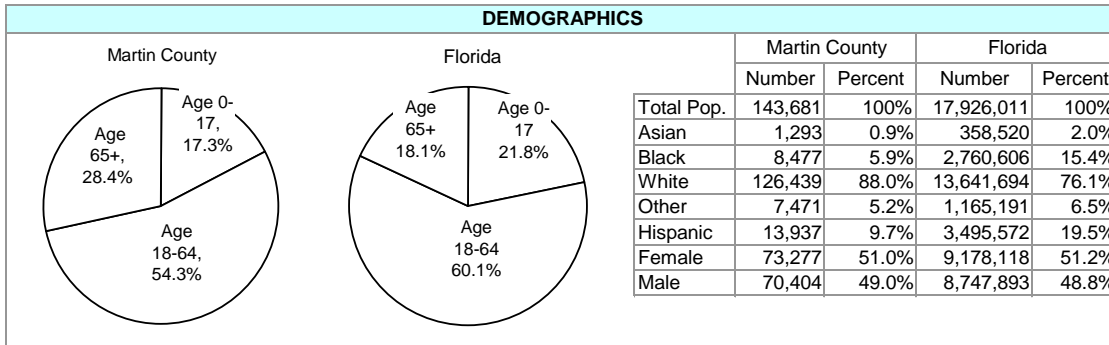 DEMOGRAPHICS
Martin County
Age 0-
17,
17.3%
Age
65+,
28.4%
Age
18-64,
54.3%
Florida
Age
65+
18.1%
Age 0-
17
21.8%
Age
18-64
60.1%
Martin County Florida
Number Percent Number Percent
Total Pop. 143,681 100% 17,926,011 100%
Asian 1,293 0.9% 358,520 2.0%
Black 8,477 5.9% 2,760,606 15.4%
White 126,439 88.0% 13,641,694 76.1%
Other 7,471 5.2% 1,165,191 6.5%
Hispanic 13,937 9.7% 3,495,572 19.5%
Female 73,277 51.0% 9,178,118 51.2%
Male 70,404 49.0% 8,747,893 48.8%